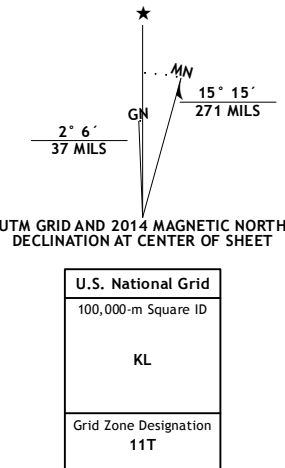 ★
MN
GN
15° 15´
271 MILS
2° 6´
37 MILS
UTM GRID AND 2014 MAGNETIC NORTH
DECLINATION AT CENTER OF SHEET
U.S. National Grid
100,000-m Square ID
KL
Grid Zone Designation
11T